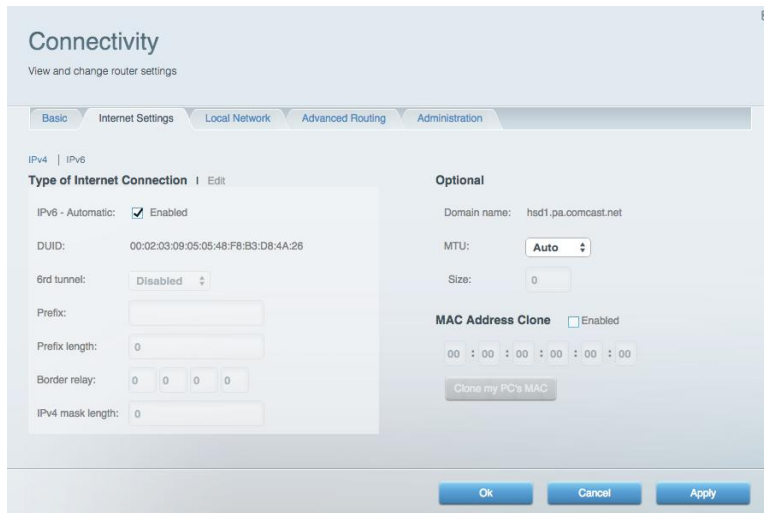 Connectivity
View and change router settings
Basic Internet Settings Local Network Advanced Routing Administration
IPv4 | IPv6
Type of Internet Connection | Edit
IPv6 - Automatic: Enabled
DUID: 00:02:03:09:05:05:48:F8:B3:D8:4A:26
6rd tunnel: Disabled
Prefix:
Prefix length: 0
Border relay: 0 0 0 0
IPv4 mask length: 0
Optional
Domain name: hsd1.pa.comcast.net
MTU: Auto
Size: 0
MAC Address Clone Enabled
00 : 00 : 00 : 00 : 00 : 00
Clone my PC's MAC
Ok Cancel Apply